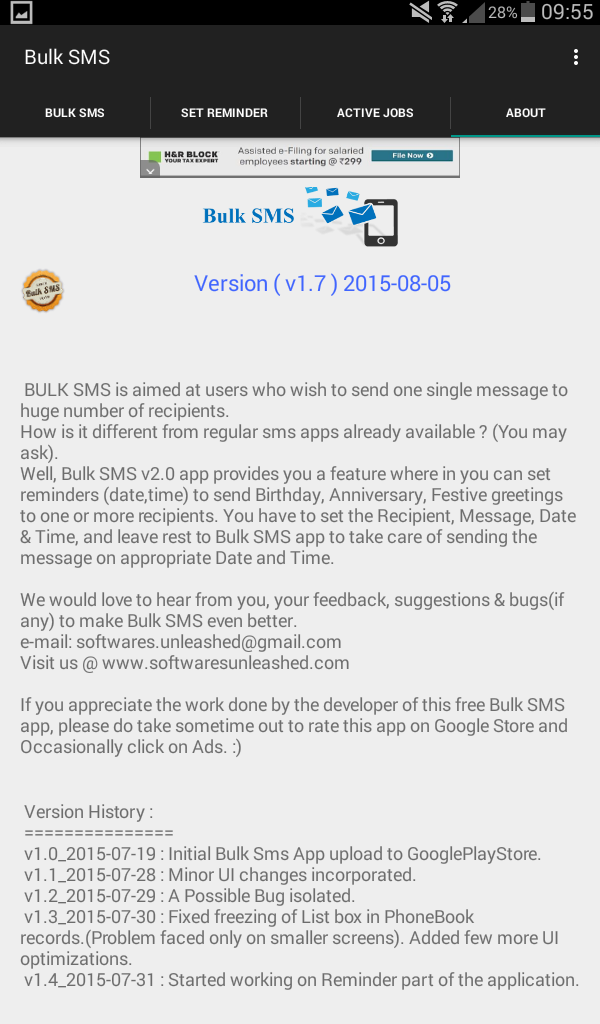 28% 09:55
Bulk SMS
BULK SMS SET REMINDER ACTIVE JOBS ABOUT
H&R BLOCK
YOUR TAX EXPERT
Assisted e-Filing for salaried
employees starting @ ₹299
File Now
Bulk SMS
Bulk SMS
Version ( v1.7 ) 2015-08-05
BULK SMS is aimed at users who wish to send one single message to
huge number of recipients.
How is it different from regular sms apps already available ? (You may
ask).
Well, Bulk SMS v2.0 app provides you a feature where in you can set
reminders (date,time) to send Birthday, Anniversary, Festive greetings
to one or more recipients. You have to set the Recipient, Message, Date
& Time, and leave rest to Bulk SMS app to take care of sending the
message on appropriate Date and Time.
We would love to hear from you, your feedback, suggestions & bugs(if
any) to make Bulk SMS even better.
e-mail: softwares.unleashed@gmail.com
Visit us @ www.softwaresunleashed.com
If you appreciate the work done by the developer of this free Bulk SMS
app, please do take sometime out to rate this app on Google Store and
Occasionally click on Ads. :)
Version History :
===============
v1.0_2015-07-19 : Initial Bulk Sms App upload to GooglePlayStore.
v1.1_2015-07-28 : Minor UI changes incorporated.
v1.2_2015-07-29 : A Possible Bug isolated.
v1.3_2015-07-30 : Fixed freezing of List box in PhoneBook
records.(Problem faced only on smaller screens). Added few more UI
optimizations.
v1.4_2015-07-31 : Started working on Reminder part of the application.